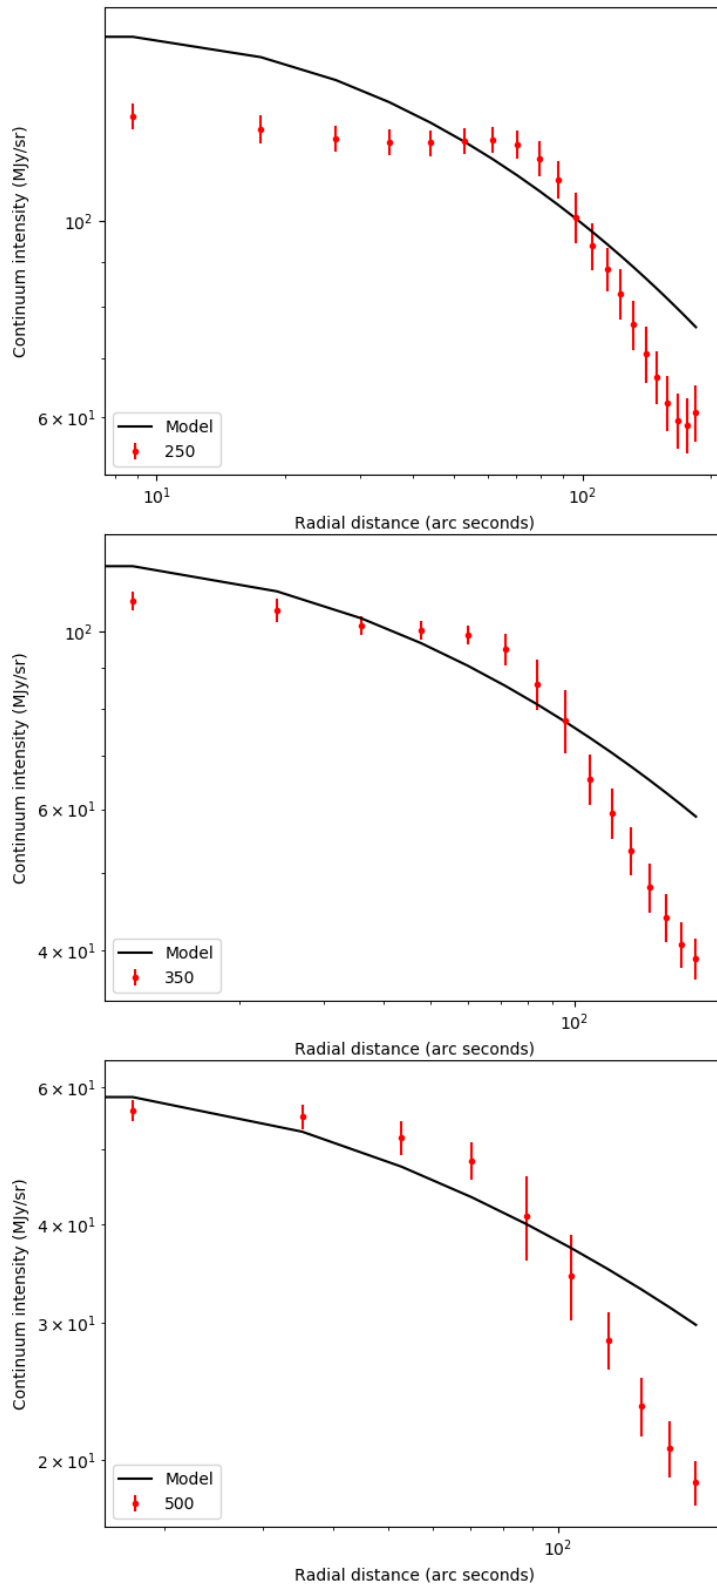 Continuum intensity (MJy/sr)
10²
6 × 10¹
Model
250
10¹
10²
Radial distance (arc seconds)
Continuum intensity (MJy/sr)
10²
6 × 10¹
4 × 10¹
Model
350
10²
Radial distance (arc seconds)
Continuum intensity (MJy/sr)
6 × 10¹
4 × 10¹
3 × 10¹
2 × 10¹
Model
500
10²
Radial distance (arc seconds)